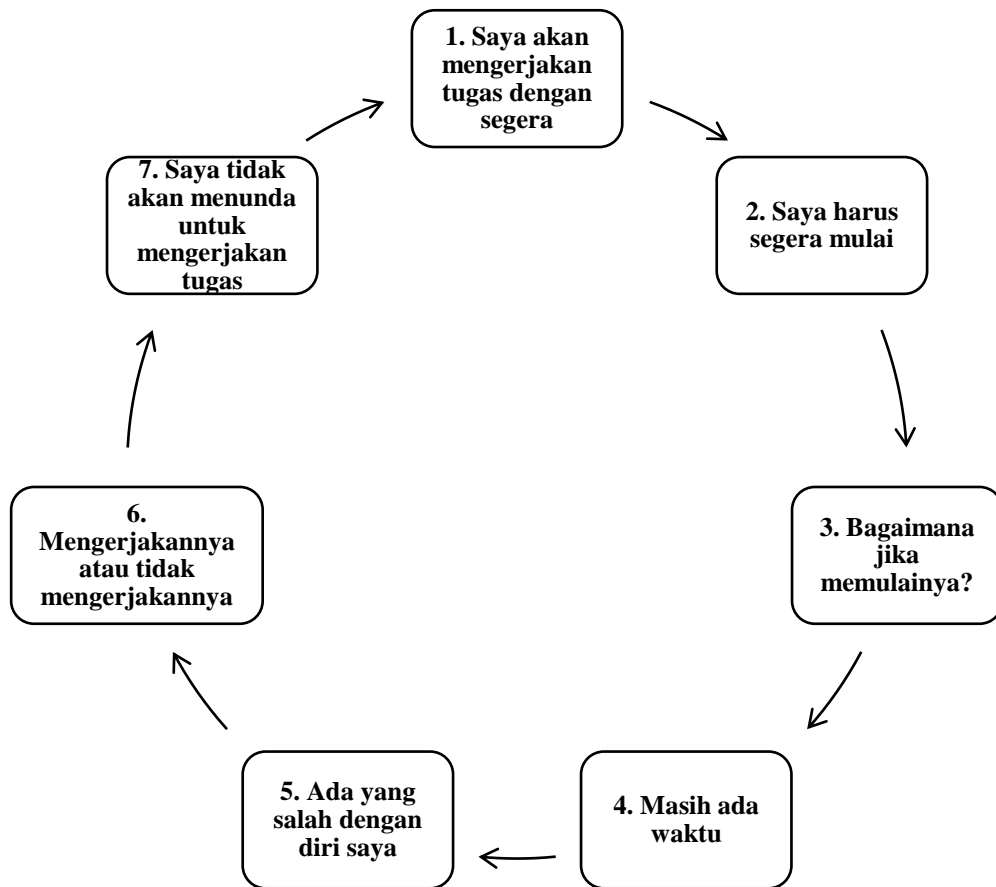 1. Saya akan
mengerjakan
tugas dengan
segera
2. Saya harus
segera mulai
3. Bagaimana
jika
memulainya?
4. Masih ada
waktu
5. Ada yang
salah dengan
diri saya
6.
Mengerjakannya
atau tidak
mengerjakannya
7. Saya tidak
akan menunda
untuk
mengerjakan
tugas